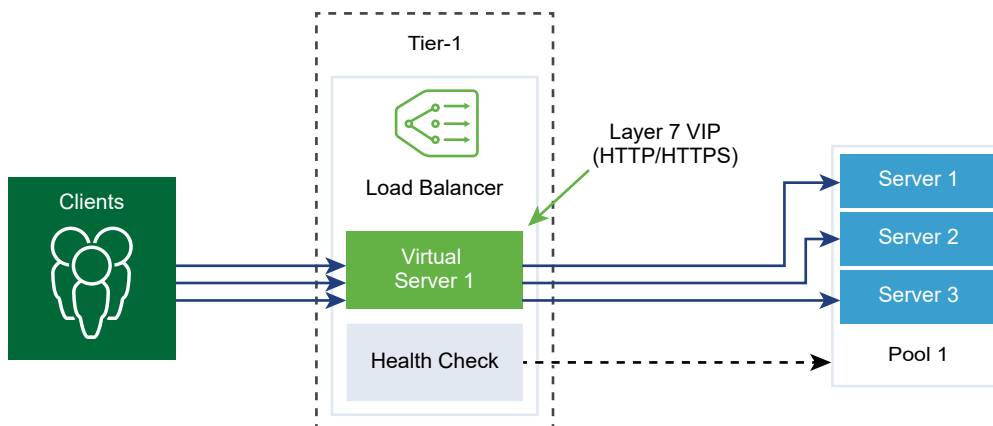 Tier-1
Load Balancer
Layer 7 VIP
(HTTP/HTTPS)
Clients
Virtual
Server 1
Health Check
Server 1
Server 2
Server 3
Pool 1